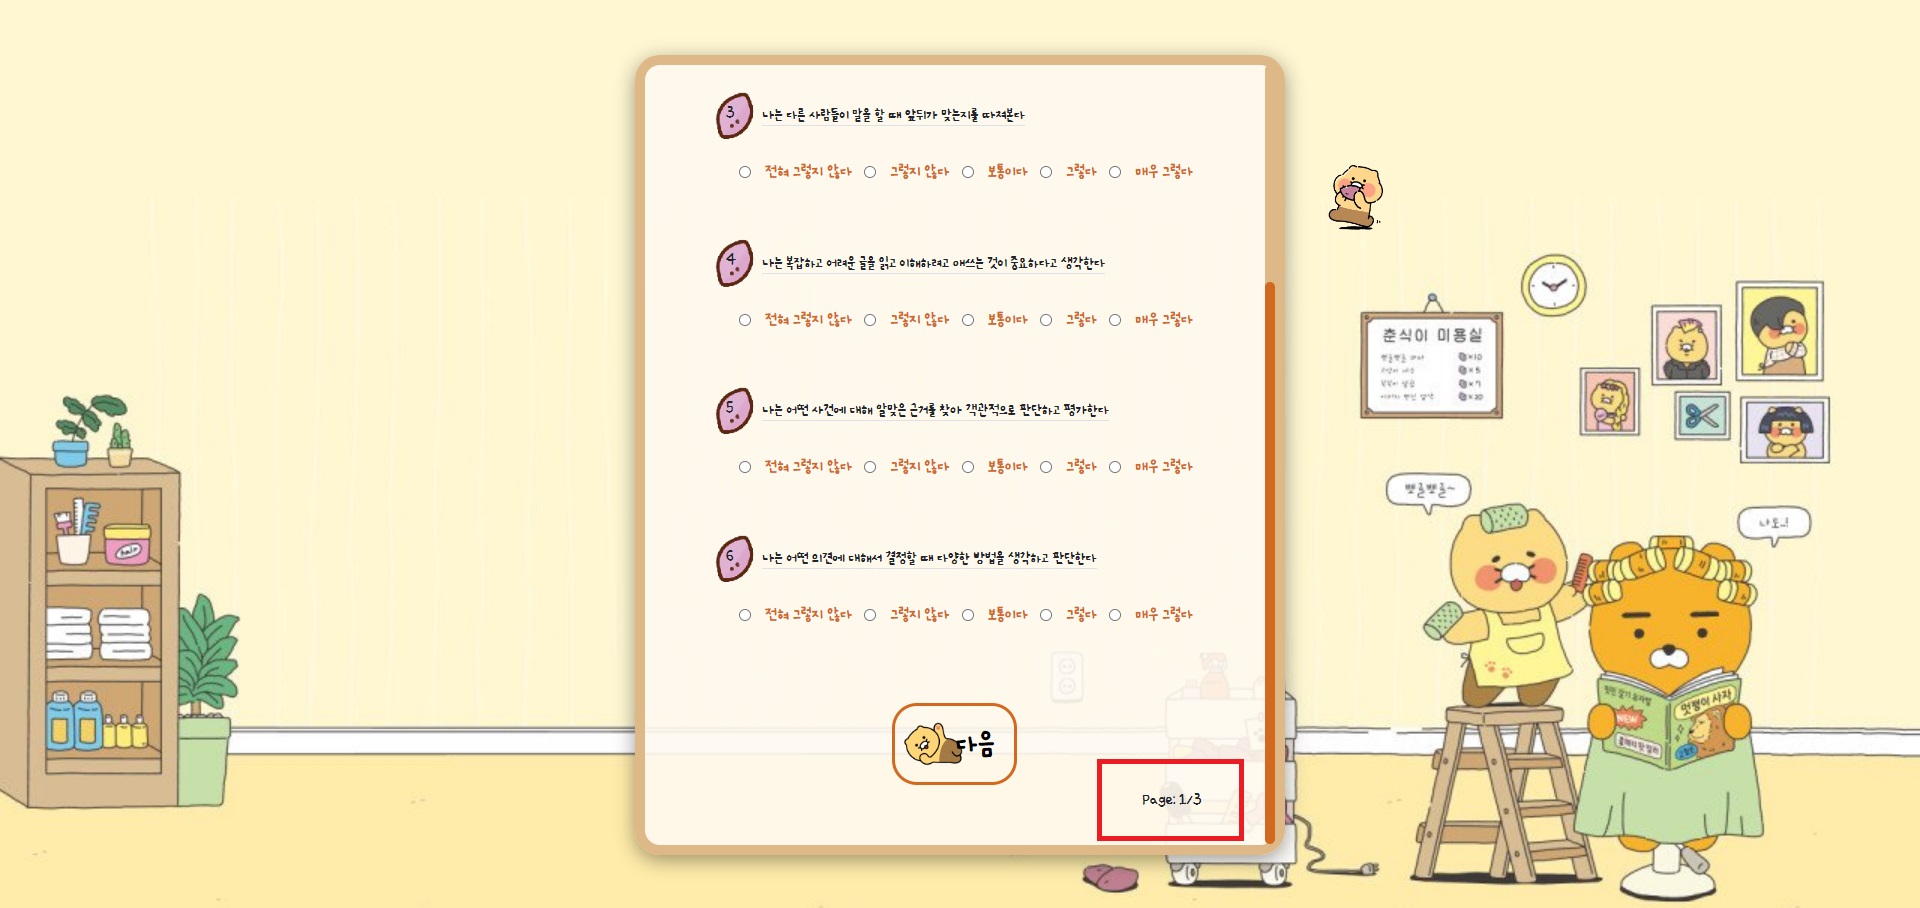 3
나는 다른 사람들이 말을 할 때 앞뒤가 맞는지를 따져본다
전혀 그렇지 않다 그렇지 않다 보통이다 그렇다 매우 그렇다
4
나는 복잡하고 어려운 글을 읽고 이해하려고 애쓰는 것이 중요하다고 생각한다
전혀 그렇지 않다 그렇지 않다 보통이다 그렇다 매우 그렇다
5
나는 어떤 사건에 대해 알맞은 근거를 찾아 객관적으로 판단하고 평가한다
전혀 그렇지 않다 그렇지 않다 보통이다 그렇다 매우 그렇다
6
나는 어떤 의견에 대해서 결정할 때 다양한 방법을 생각하고 판단한다
전혀 그렇지 않다 그렇지 않다 보통이다 그렇다 매우 그렇다
다음
Page: 1/3
춘식이 미용실
×10
×5
×7
×20
뽀글뽀글~
나도..!
hair
NEW
멋쟁이 사자